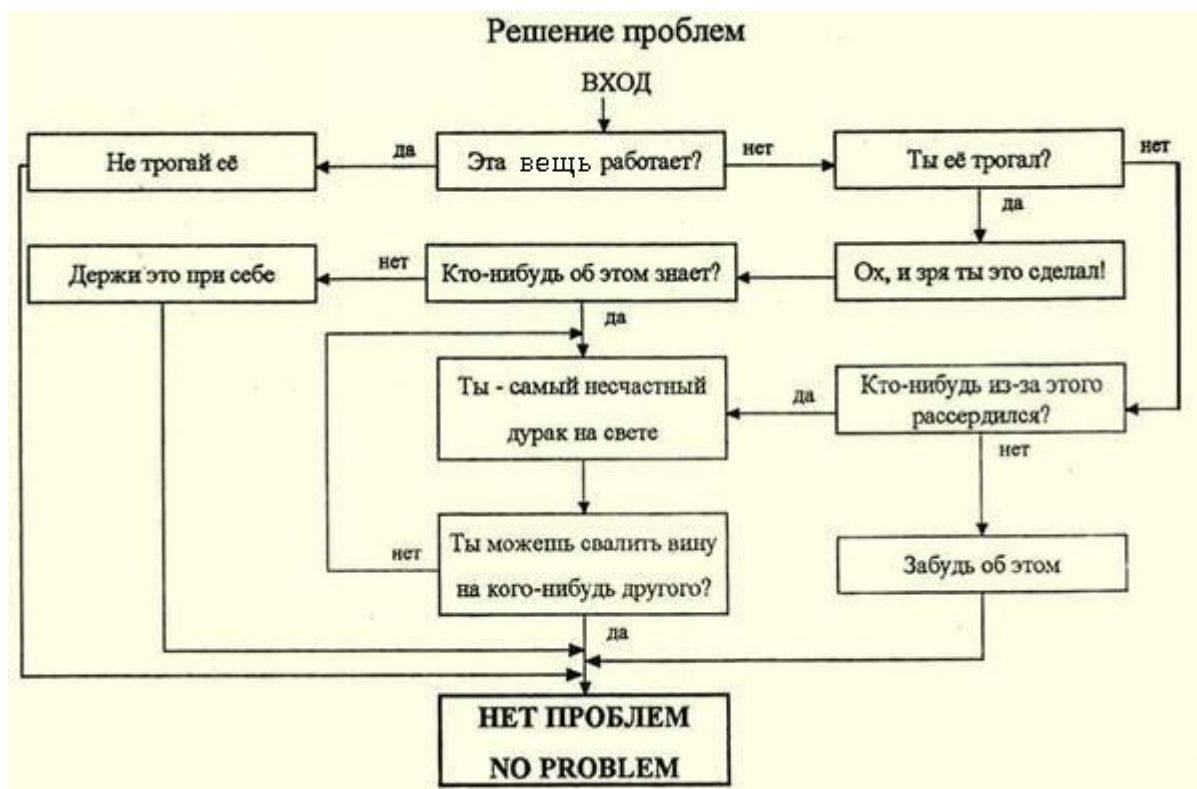 Решение проблем
ВХОД
Не трогай её
да
Эта вещь работает?
нет
Ты её трогал?
нет
да
Держи это при себе
нет
Кто-нибудь об этом знает?
Ох, и зря ты это сделал!
да
Ты - самый несчастный
дурак на свете
да
Кто-нибудь из-за этого
рассердился?
нет
нет
Ты можешь свалить вину
на кого-нибудь другого?
Забудь об этом
да
НЕТ ПРОБЛЕМ
NO PROBLEM